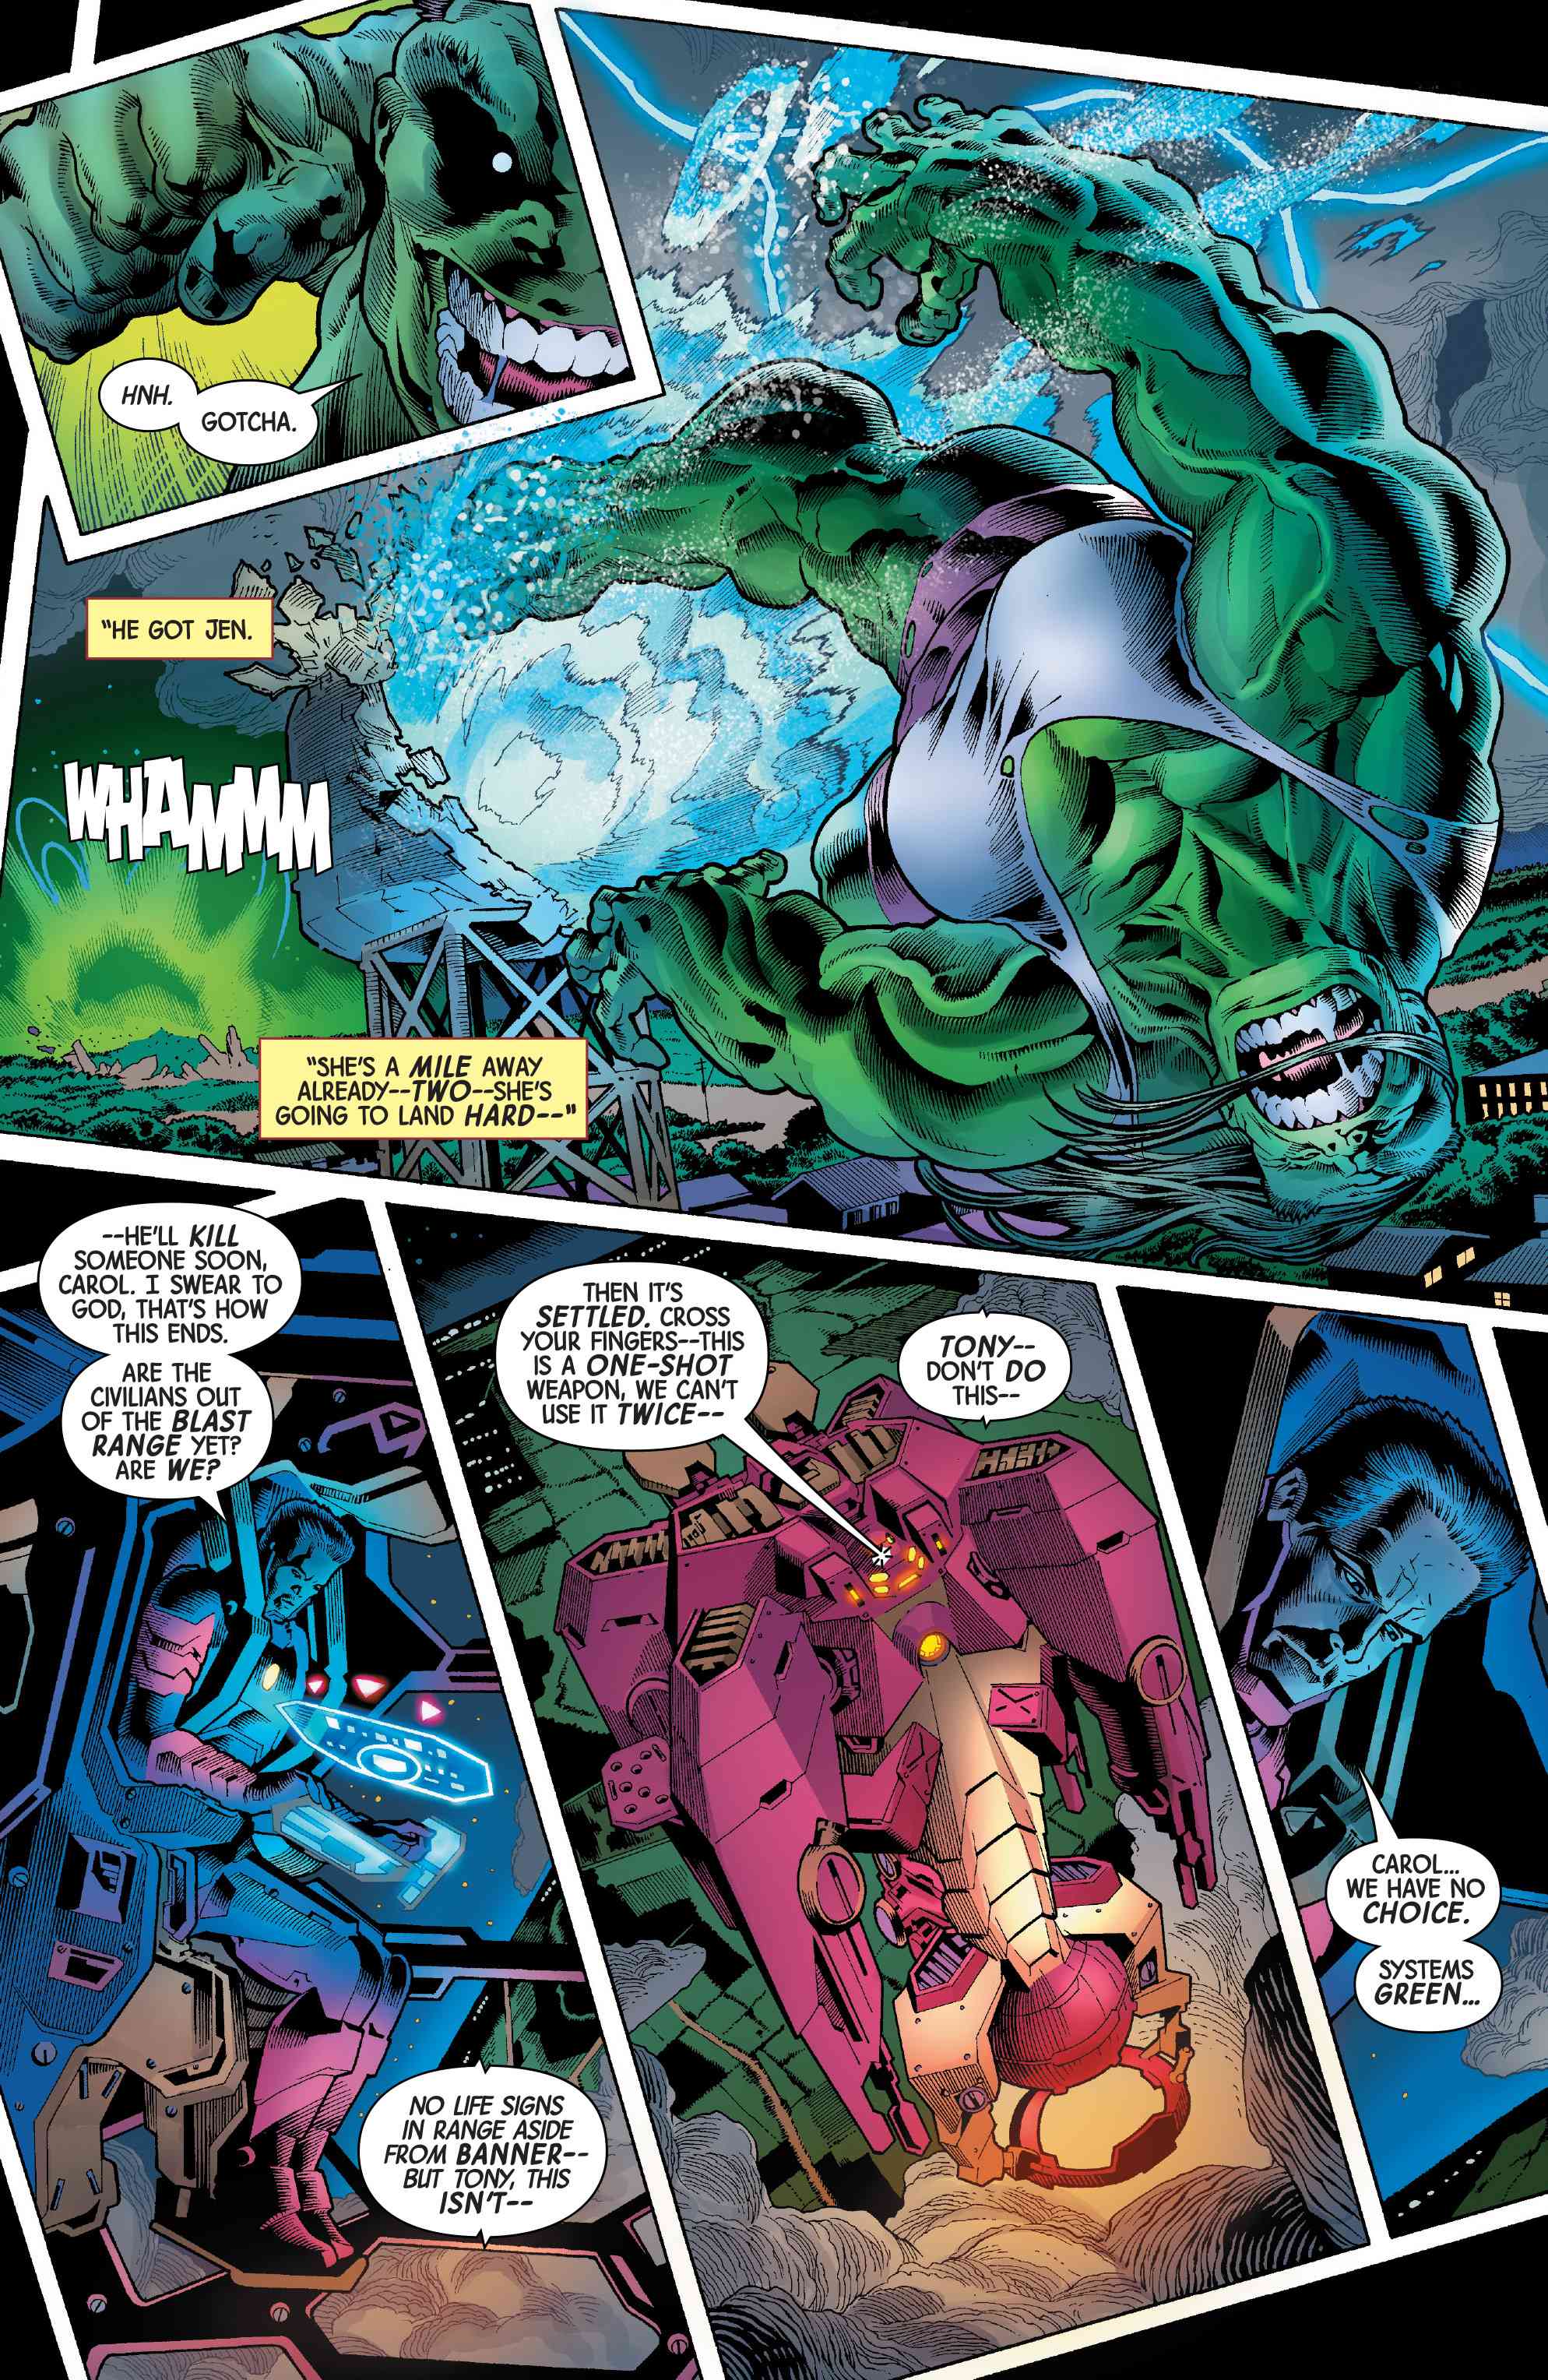 HNH.
GOTCHA.
"HE GOT JEN.
WHAMMM
"SHE'S A MILE AWAY
ALREADY--TWO--SHE'S
GOING TO LAND HARD--"
--HE'LL KILL
SOMEONE SOON,
CAROL. I SWEAR TO
GOD, THAT'S HOW
THIS ENDS.
ARE THE
CIVILIANS OUT
OF THE BLAST
RANGE YET?
ARE WE?
NO LIFE SIGNS
IN RANGE ASIDE
FROM BANNER--
BUT TONY, THIS
ISN'T--
THEN IT'S
SETTLED. CROSS
YOUR FINGERS--THIS
IS A ONE-SHOT
WEAPON, WE CAN'T
USE IT TWICE--
TONY--
DON'T DO
THIS--
CAROL...
WE HAVE NO
CHOICE.
SYSTEMS
GREEN...